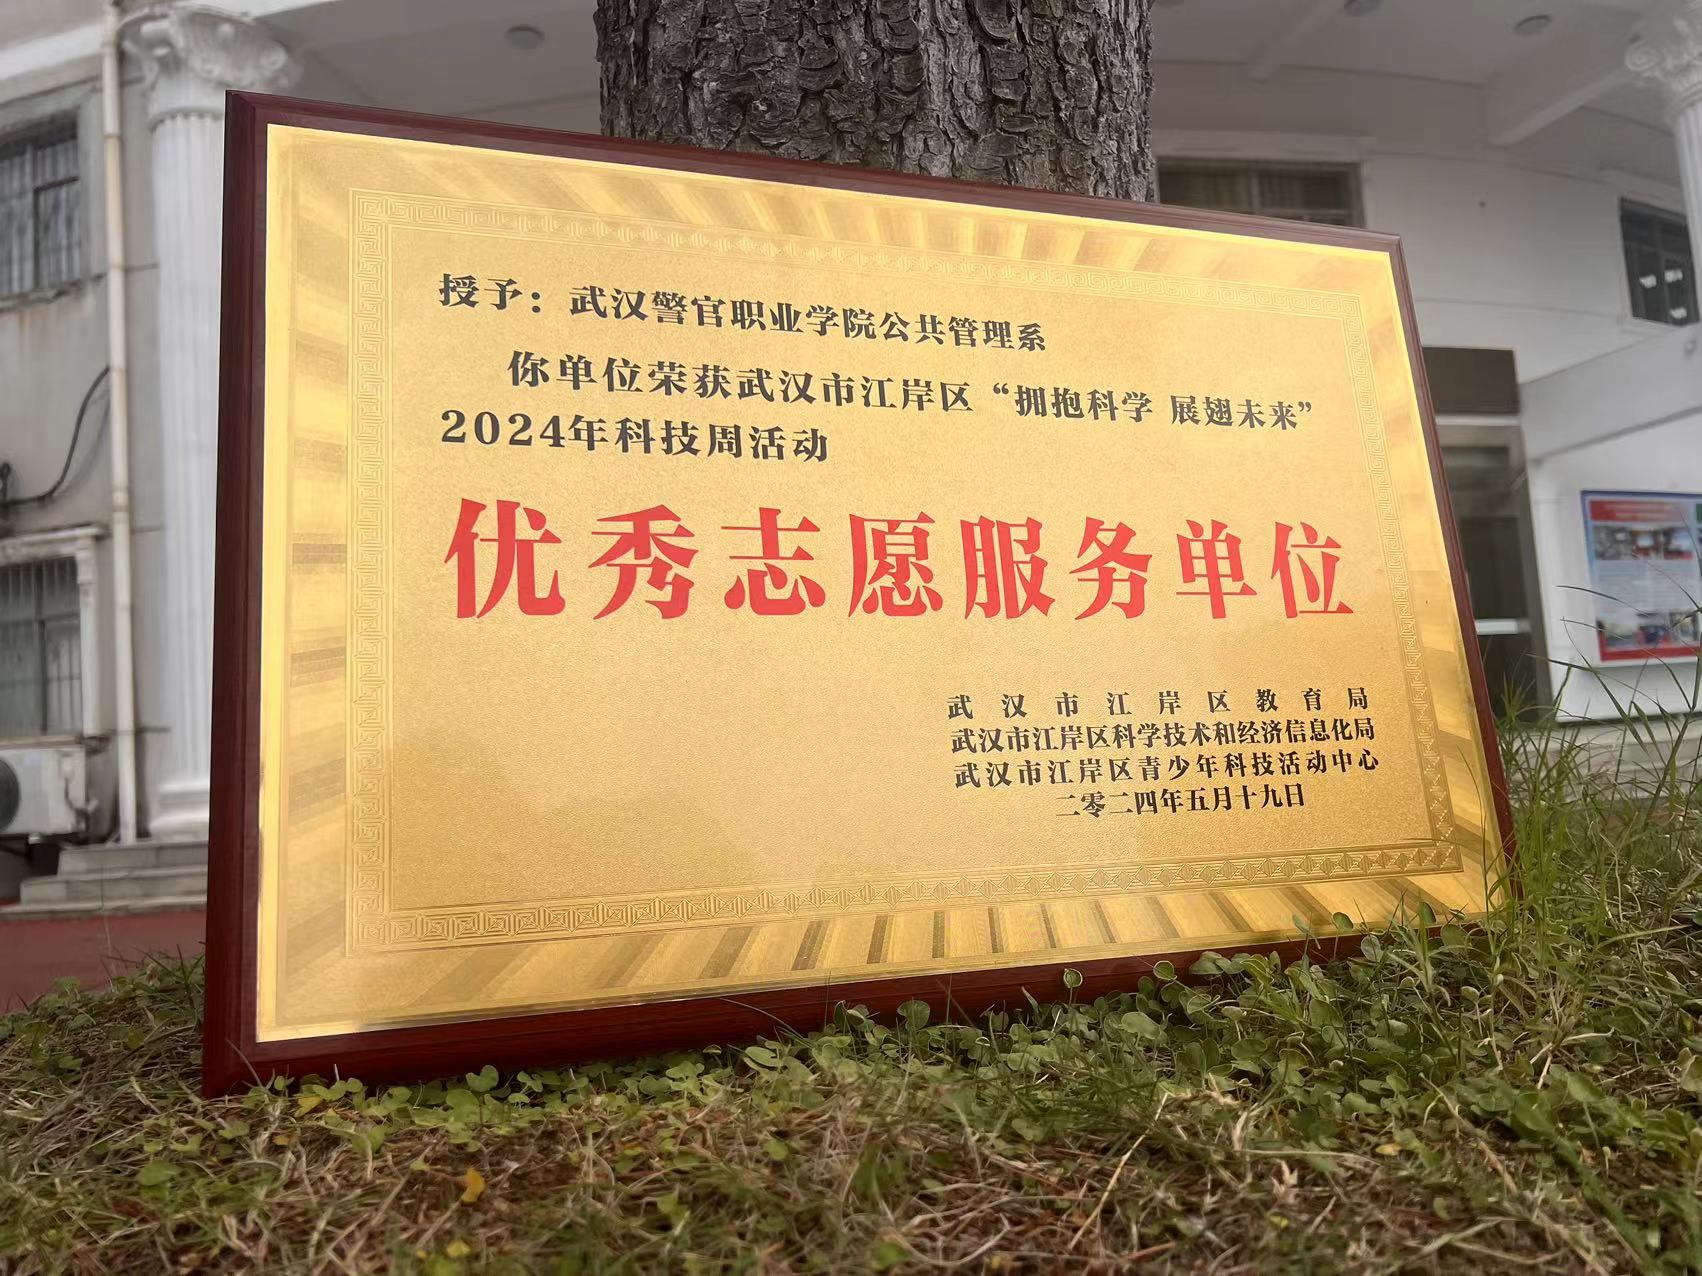 授予：武汉警官职业学院公共管理系
你单位荣获武汉市江岸区“拥抱科学 展翅未来”
2024年科技周活动
优秀志愿服务单位
武汉市江岸区教育局
武汉市江岸区科学技术和经济信息化局
武汉市江岸区青少年科技活动中心
二零二四年五月十九日